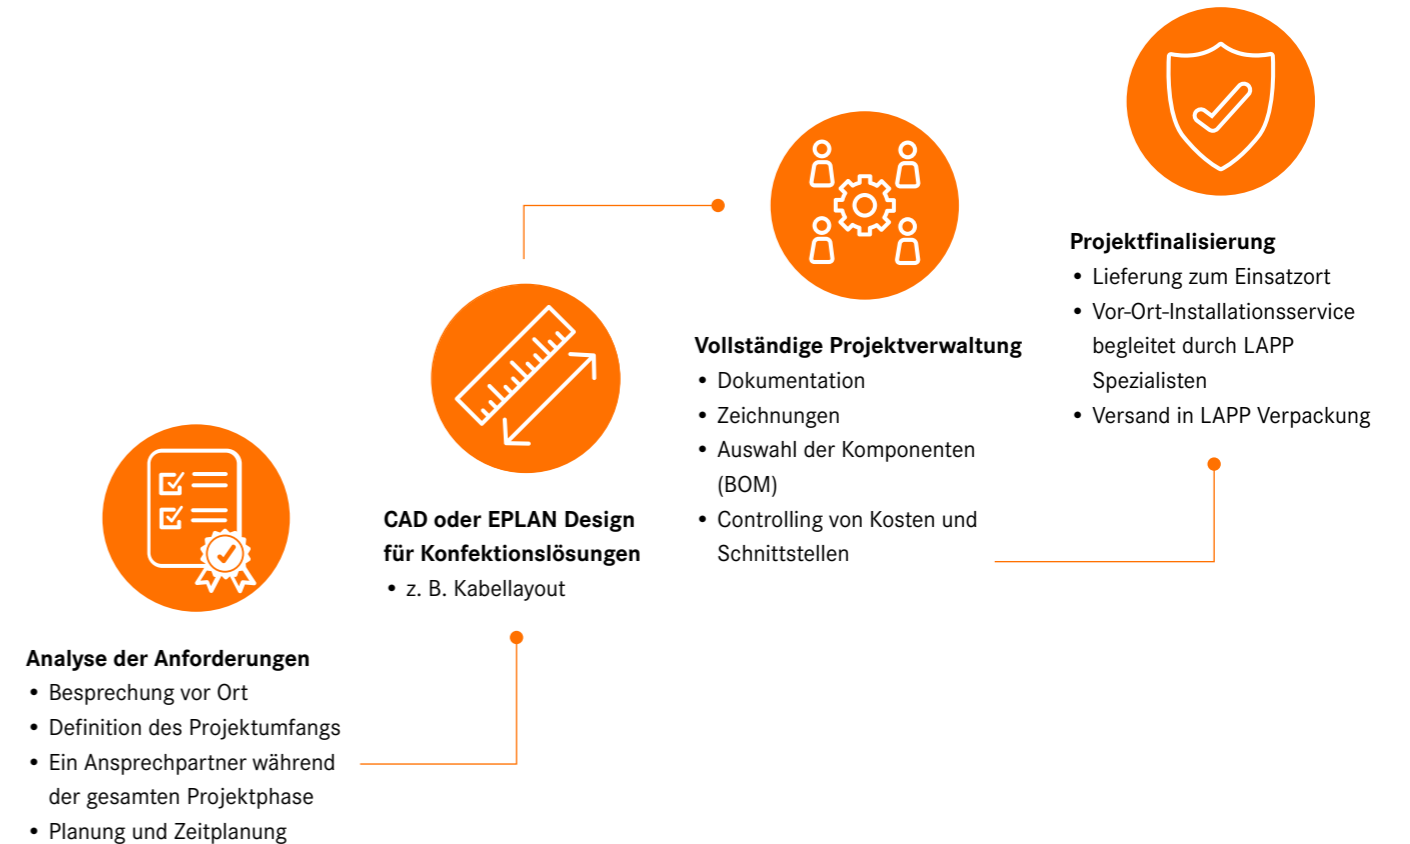 Analyse der Anforderungen
• Besprechung vor Ort
• Definition des Projektumfangs
• Ein Ansprechpartner während
der gesamten Projektphase
• Planung und Zeitplanung
CAD oder EPLAN Design
für Konfektionslösungen
• z. B. Kabellayout
Vollständige Projektverwaltung
• Dokumentation
• Zeichnungen
• Auswahl der Komponenten
(BOM)
• Controlling von Kosten und
Schnittstellen
Projektfinalisierung
• Lieferung zum Einsatzort
• Vor-Ort-Installationsservice
begleitet durch LAPP
Spezialisten
• Versand in LAPP Verpackung